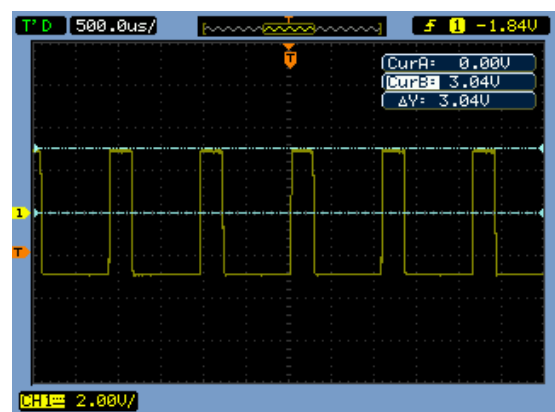 T'D 500.0us/ T ƒ 1 -1.84V
T
CurA: 0.00V
CurB: 3.04V
ΔY: 3.04V
1
T
CH1 2.00V/